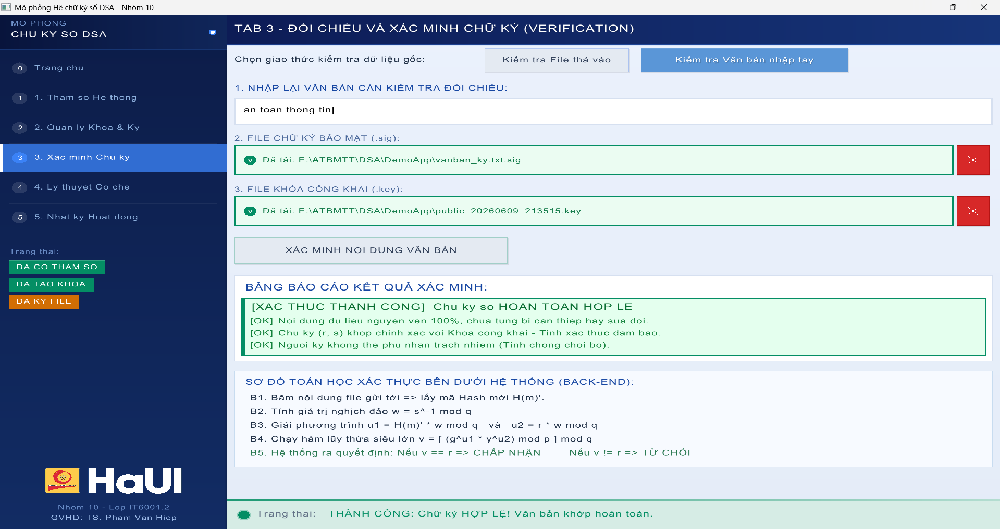 Mô phỏng Hệ chữ ký số DSA - Nhóm 10
MO PHONG
CHU KY SO DSA
0 Trang chu
1 1. Tham so He thong
2 2. Quan ly Khoa & Ky
3 3. Xac minh Chu ky
4 4. Ly thuyet Co che
5 5. Nhat ky Hoat dong
Trang thai:
DA CO THAM SO
DA TAO KHOA
DA KY FILE
HaUI
Nhom 10 - Lop IT6001.2
GVHD: TS. Pham Van Hiep
TAB 3 - ĐỐI CHIẾU VÀ XÁC MINH CHỮ KÝ (VERIFICATION)
Chọn giao thức kiểm tra dữ liệu gốc:
Kiểm tra File thả vào
Kiểm tra Văn bản nhập tay
1. NHẬP LẠI VĂN BẢN CẦN KIỂM TRA ĐỐI CHIẾU:
an toan thong tin|
2. FILE CHỮ KÝ BẢO MẬT (.sig):
v Đã tải: E:\ATBMTT\DSA\DemoApp\vanban_ky.txt.sig
3. FILE KHÓA CÔNG KHAI (.key):
v Đã tải: E:\ATBMTT\DSA\DemoApp\public_20260609_213515.key
XÁC MINH NỘI DUNG VĂN BẢN
BẢNG BÁO CÁO KẾT QUẢ XÁC MINH:
[XAC THUC THANH CONG]  Chu ky so HOAN TOAN HOP LE
[OK] Noi dung du lieu nguyen ven 100%, chua tung bi can thiep hay sua doi.
[OK] Chu ky (r, s) khop chinh xac voi Khoa cong khai - Tinh xac thuc dam bao.
[OK] Nguoi ky khong the phu nhan trach nhiem (Tinh chong choi bo).
SƠ ĐỒ TOÁN HỌC XÁC THỰC BÊN DƯỚI HỆ THỐNG (BACK-END):
B1. Băm nội dung file gửi tới => lấy mã Hash mới H(m)'.
B2. Tính giá trị nghịch đảo w = s^-1 mod q
B3. Giải phương trình u1 = H(m)' * w mod q   và   u2 = r * w mod q
B4. Chạy hàm lũy thừa siêu lớn v = [ (g^u1 * y^u2) mod p ] mod q
B5. Hệ thống ra quyết định: Nếu v == r => CHẤP NHẬN      Nếu v != r => TỪ CHỐI
Trang thai: THÀNH CÔNG: Chữ ký HỢP LỆ! Văn bản khớp hoàn toàn.